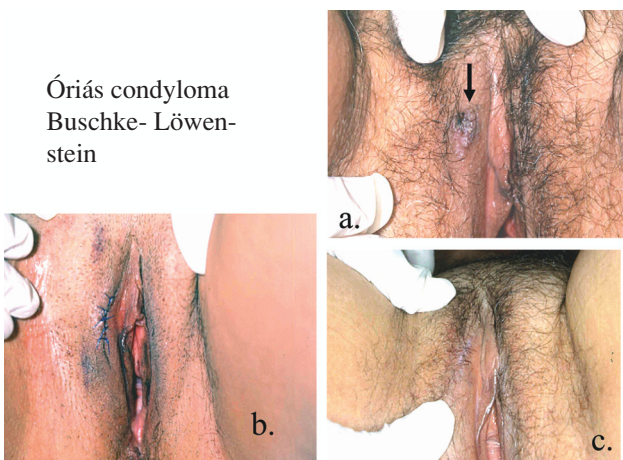 Óriás condyloma
Buschke- Löwen-
stein
a.
b.
c.